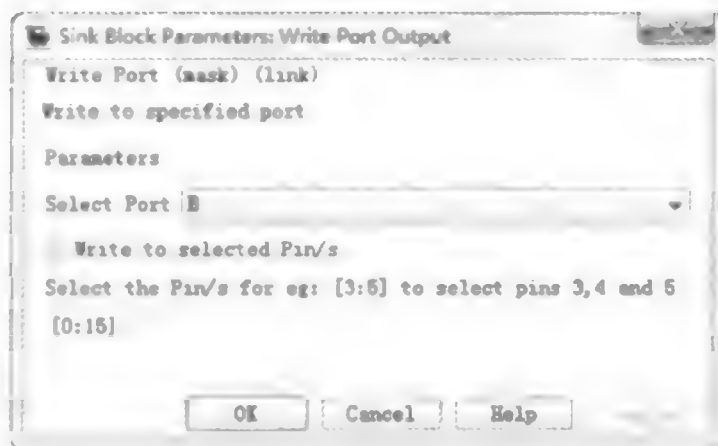 Sink Block Parameters: Write Port Output
Write Port (mask) (link)
Write to specified port
Parameters
Select Port B
Write to selected Pin/s
Select the Pin/s for eg: [3:5] to select pins 3,4 and 5
[0:15]
OK Cancel Help